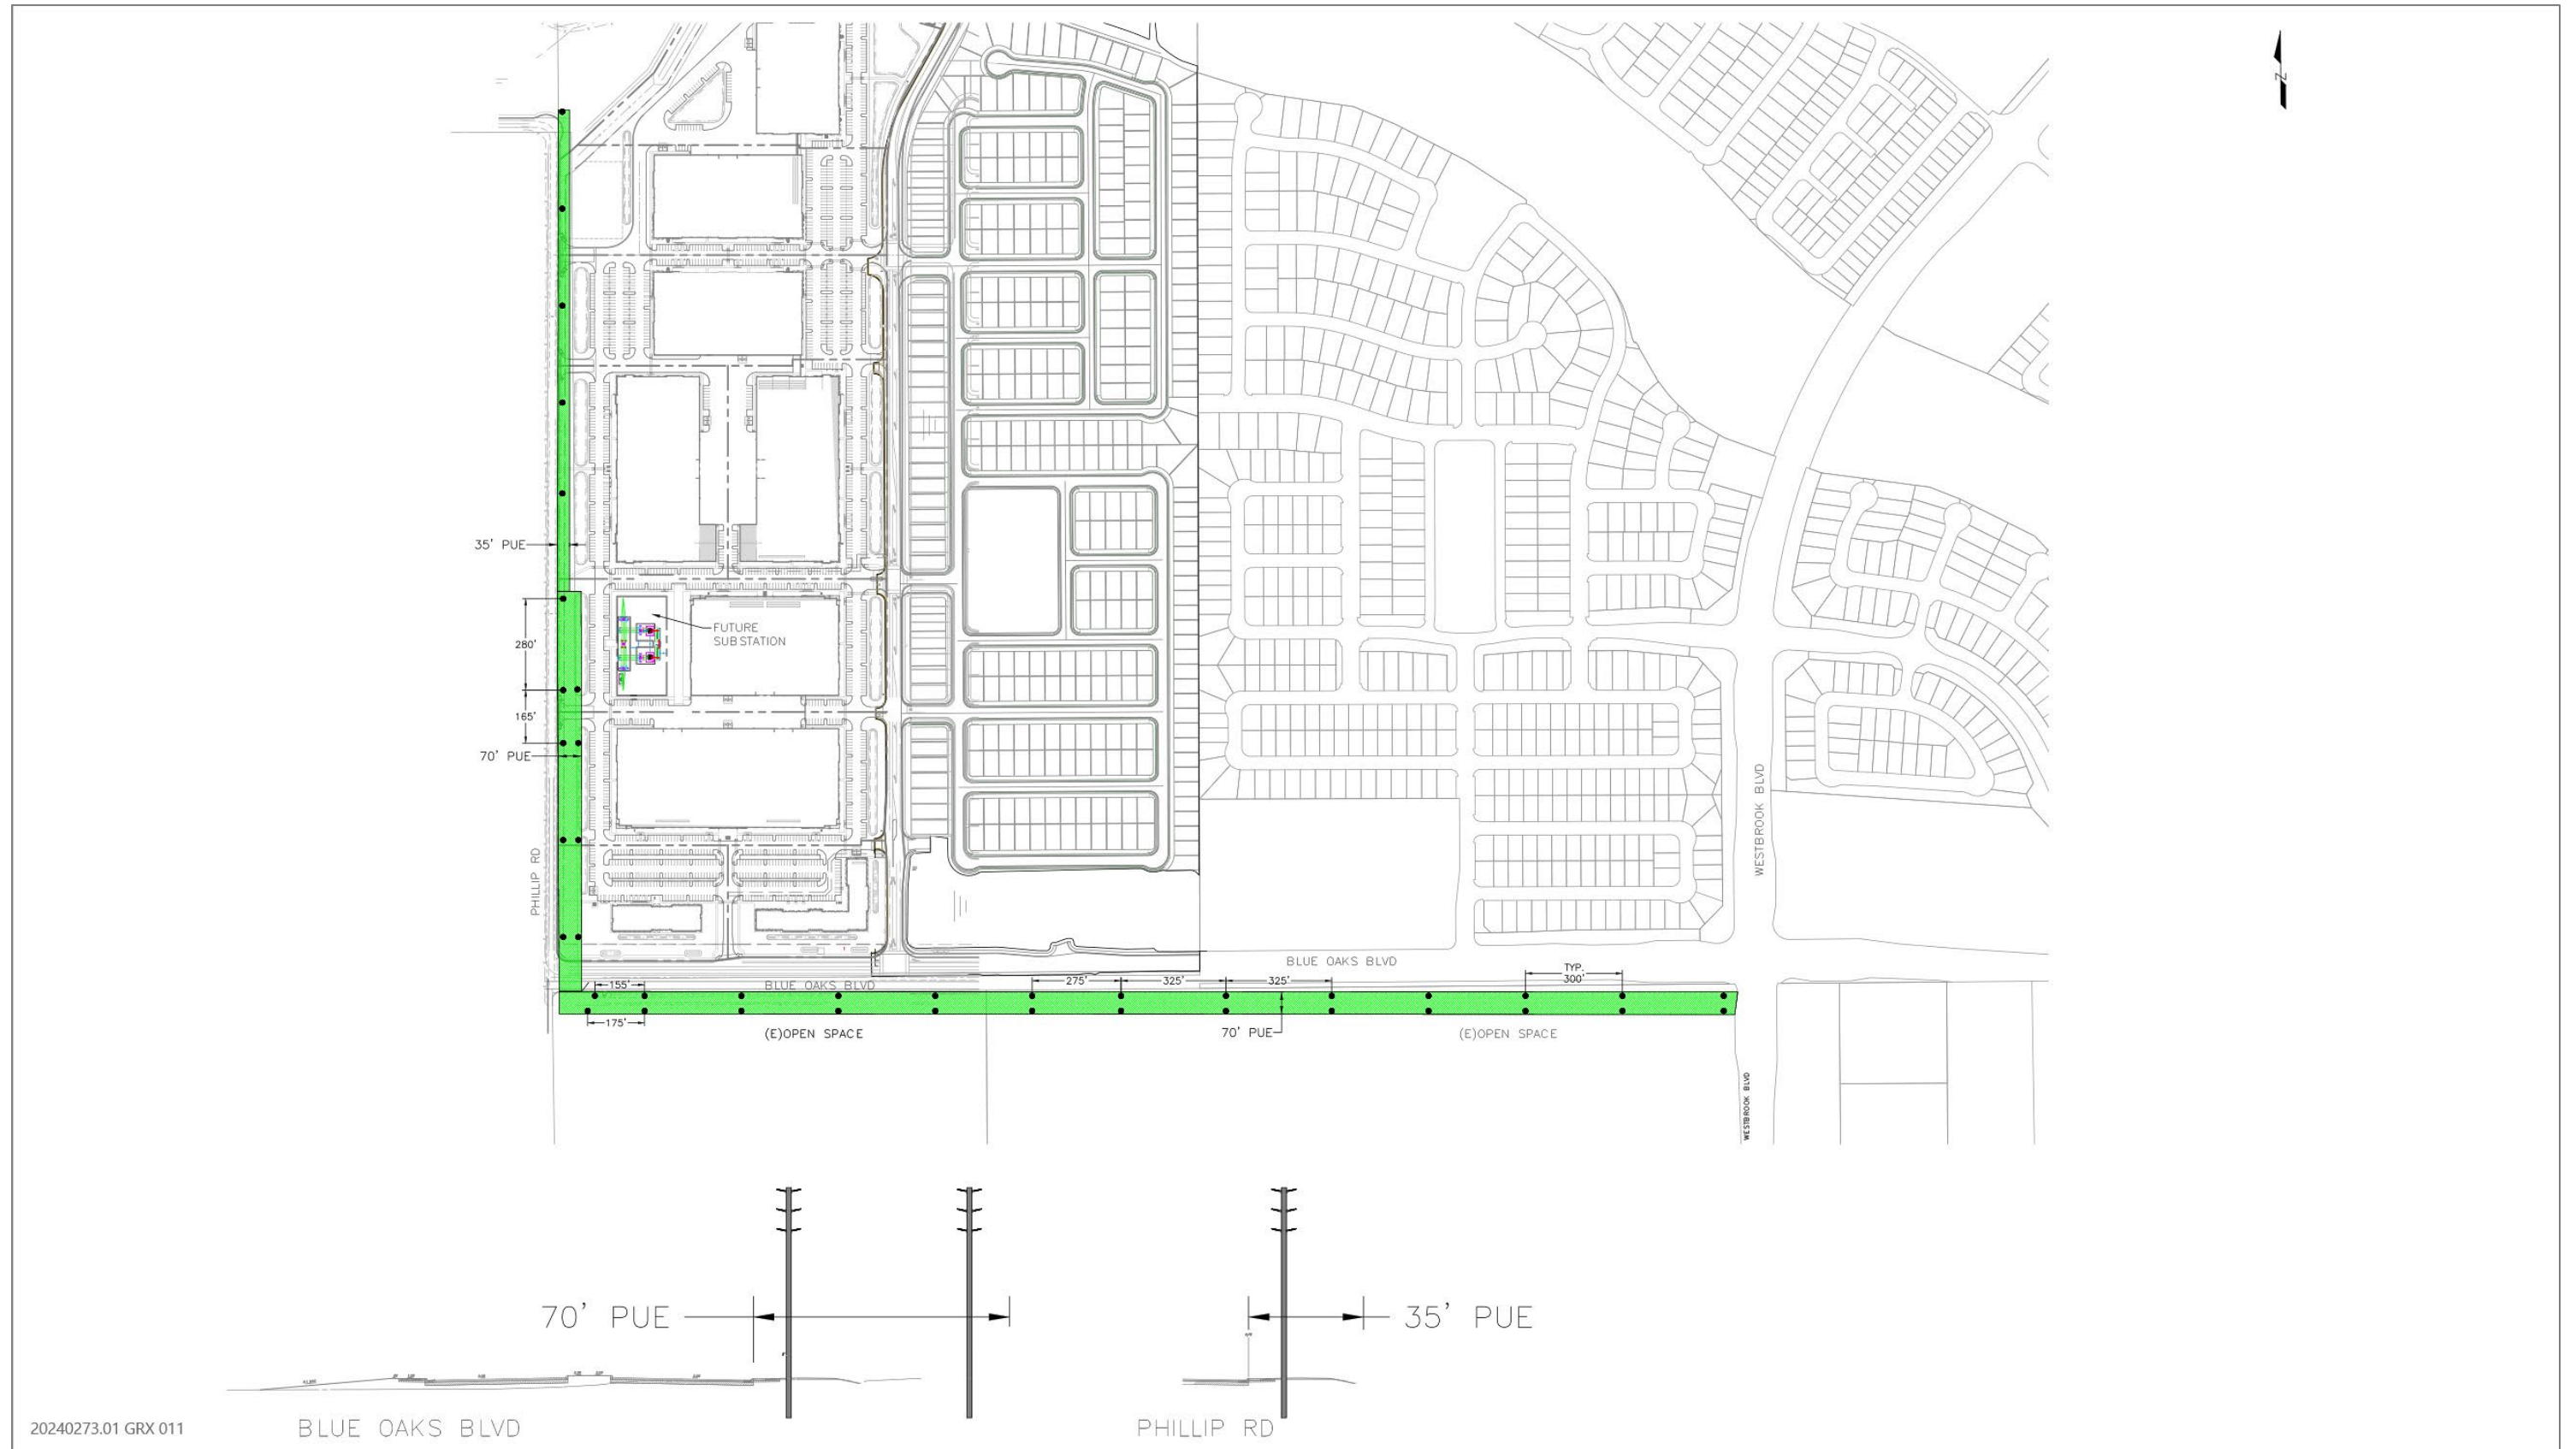 Z
35' PUE
FUTURE
SUBSTATION
280'
165'
70' PUE
PHILLIP RD
WESTBROOK BLVD
BLUE OAKS BLVD
155'
BLUE OAKS BLVD
275'
325'
325'
TYP.
300'
175'
(E)OPEN SPACE
70' PUE
(E)OPEN SPACE
WESTBROOK BLVD
70' PUE
35' PUE
BLUE OAKS BLVD
PHILLIP RD
20240273.01 GRX 011